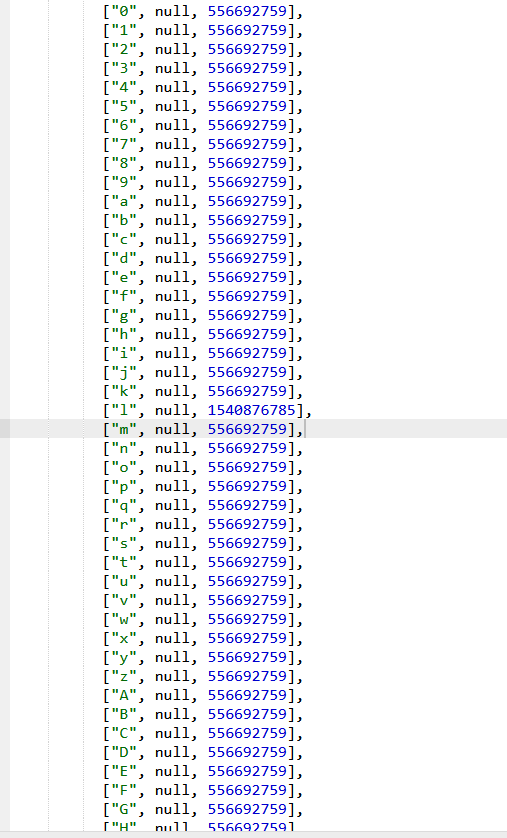 ["0", null, 556692759],
["1", null, 556692759],
["2", null, 556692759],
["3", null, 556692759],
["4", null, 556692759],
["5", null, 556692759],
["6", null, 556692759],
["7", null, 556692759],
["8", null, 556692759],
["9", null, 556692759],
["a", null, 556692759],
["b", null, 556692759],
["c", null, 556692759],
["d", null, 556692759],
["e", null, 556692759],
["f", null, 556692759],
["g", null, 556692759],
["h", null, 556692759],
["i", null, 556692759],
["j", null, 556692759],
["k", null, 556692759],
["l", null, 1540876785],
["m", null, 556692759],
["n", null, 556692759],
["o", null, 556692759],
["p", null, 556692759],
["q", null, 556692759],
["r", null, 556692759],
["s", null, 556692759],
["t", null, 556692759],
["u", null, 556692759],
["v", null, 556692759],
["w", null, 556692759],
["x", null, 556692759],
["y", null, 556692759],
["z", null, 556692759],
["A", null, 556692759],
["B", null, 556692759],
["C", null, 556692759],
["D", null, 556692759],
["E", null, 556692759],
["F", null, 556692759],
["G", null, 556692759],
["H", null, 556692759],